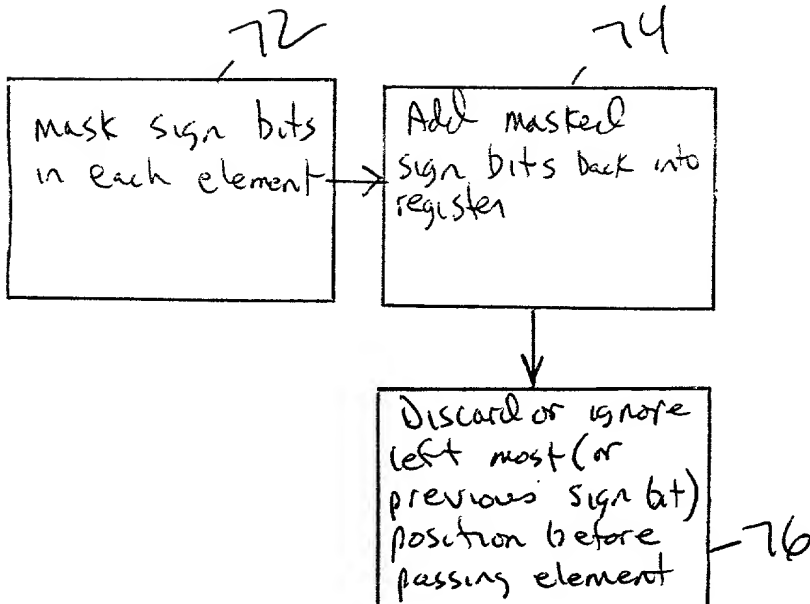 72
mask sign bits
in each element
74
Add masked
sign bits back into
register
Discard or ignore
left most (or
previous sign bit)
position before
passing element
76